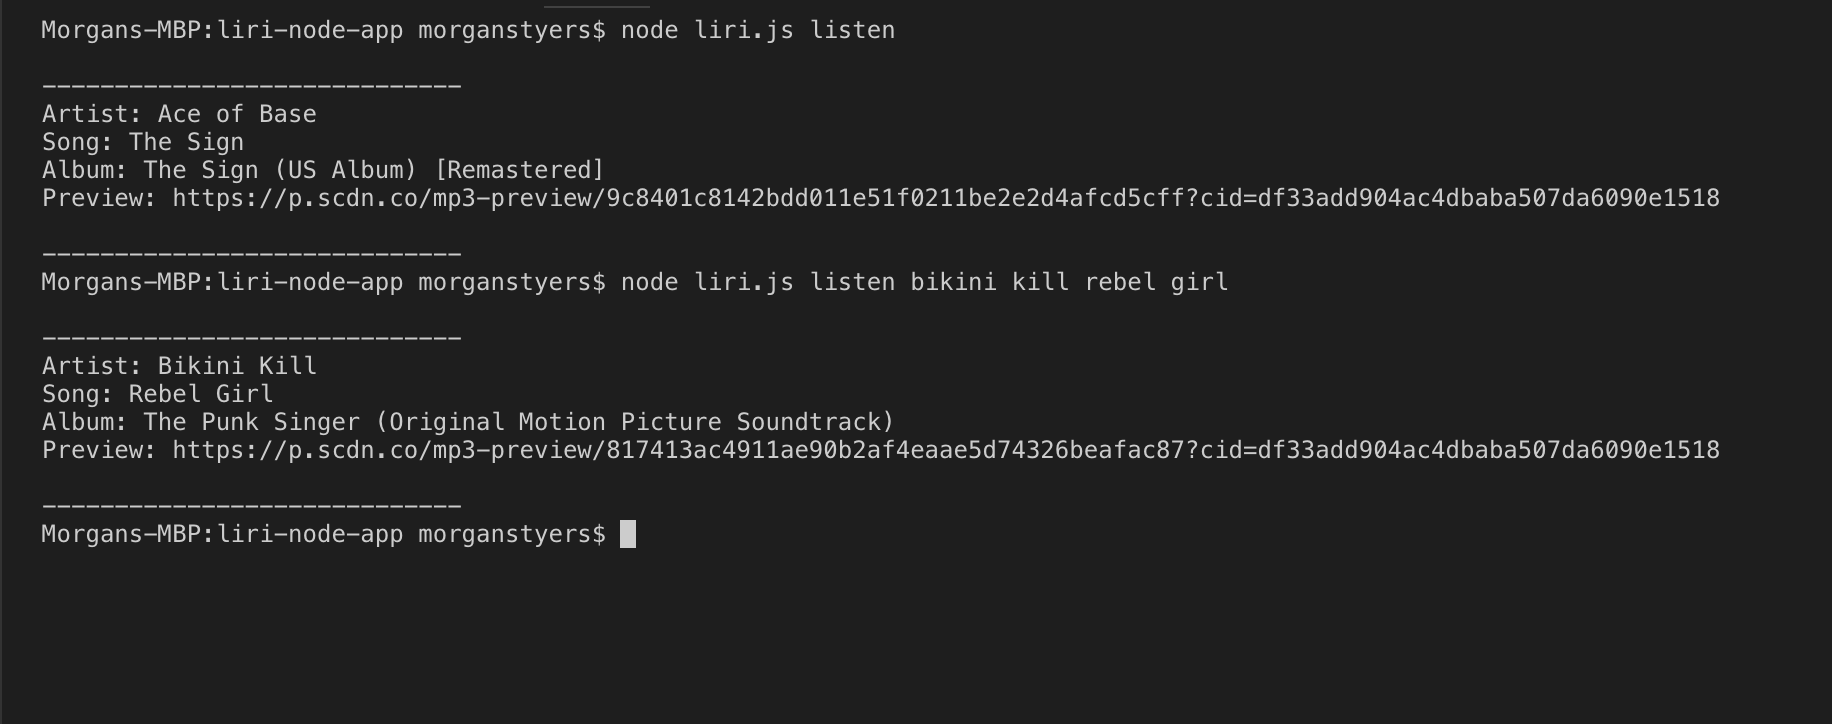 Morgans-MBP:liri-node-app morganstyers$ node liri.js listen
-----------------------------
Artist: Ace of Base
Song: The Sign
Album: The Sign (US Album) [Remastered]
Preview: https://p.scdn.co/mp3-preview/9c8401c8142bdd011e51f0211be2e2d4afcd5cff?cid=df33add904ac4dbaba507da6090e1518
-----------------------------
Morgans-MBP:liri-node-app morganstyers$ node liri.js listen bikini kill rebel girl
-----------------------------
Artist: Bikini Kill
Song: Rebel Girl
Album: The Punk Singer (Original Motion Picture Soundtrack)
Preview: https://p.scdn.co/mp3-preview/817413ac4911ae90b2af4eaae5d74326beafac87?cid=df33add904ac4dbaba507da6090e1518
-----------------------------
Morgans-MBP:liri-node-app morganstyers$